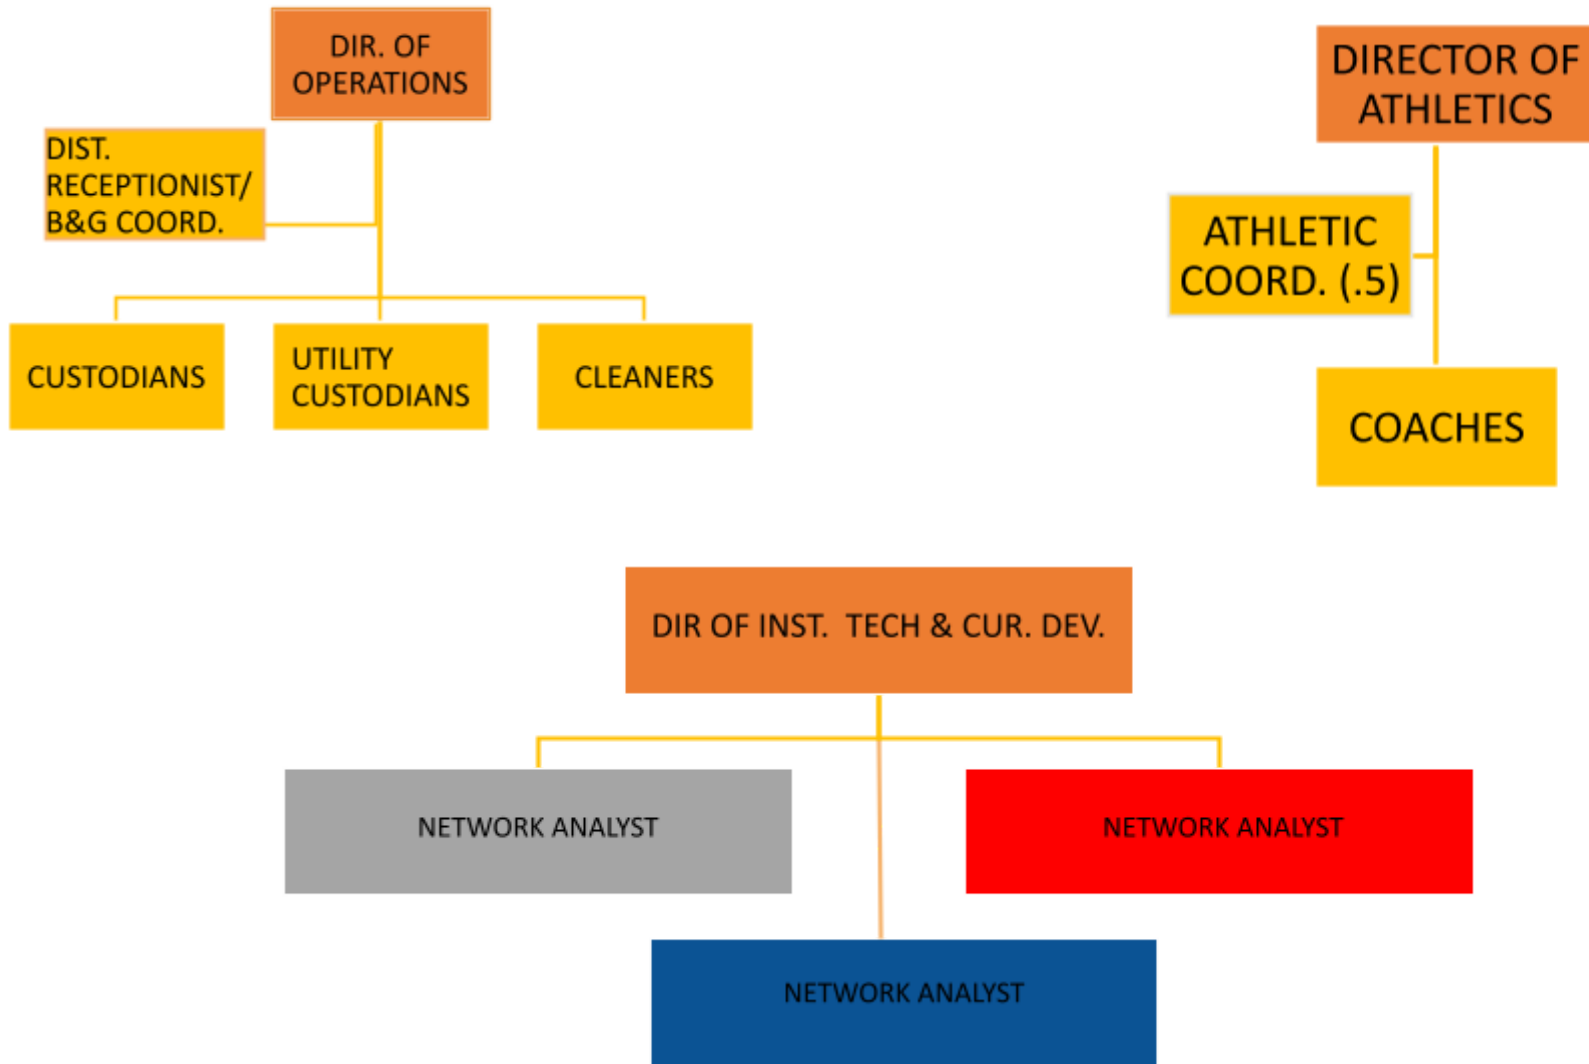 DIR. OF
OPERATIONS
DIST.
RECEPTIONIST/
B&G COORD.
CUSTODIANS
UTILITY
CUSTODIANS
CLEANERS
DIRECTOR OF
ATHLETICS
ATHLETIC
COORD. (.5)
COACHES
DIR OF INST.  TECH & CUR. DEV.
NETWORK ANALYST
NETWORK ANALYST
NETWORK ANALYST